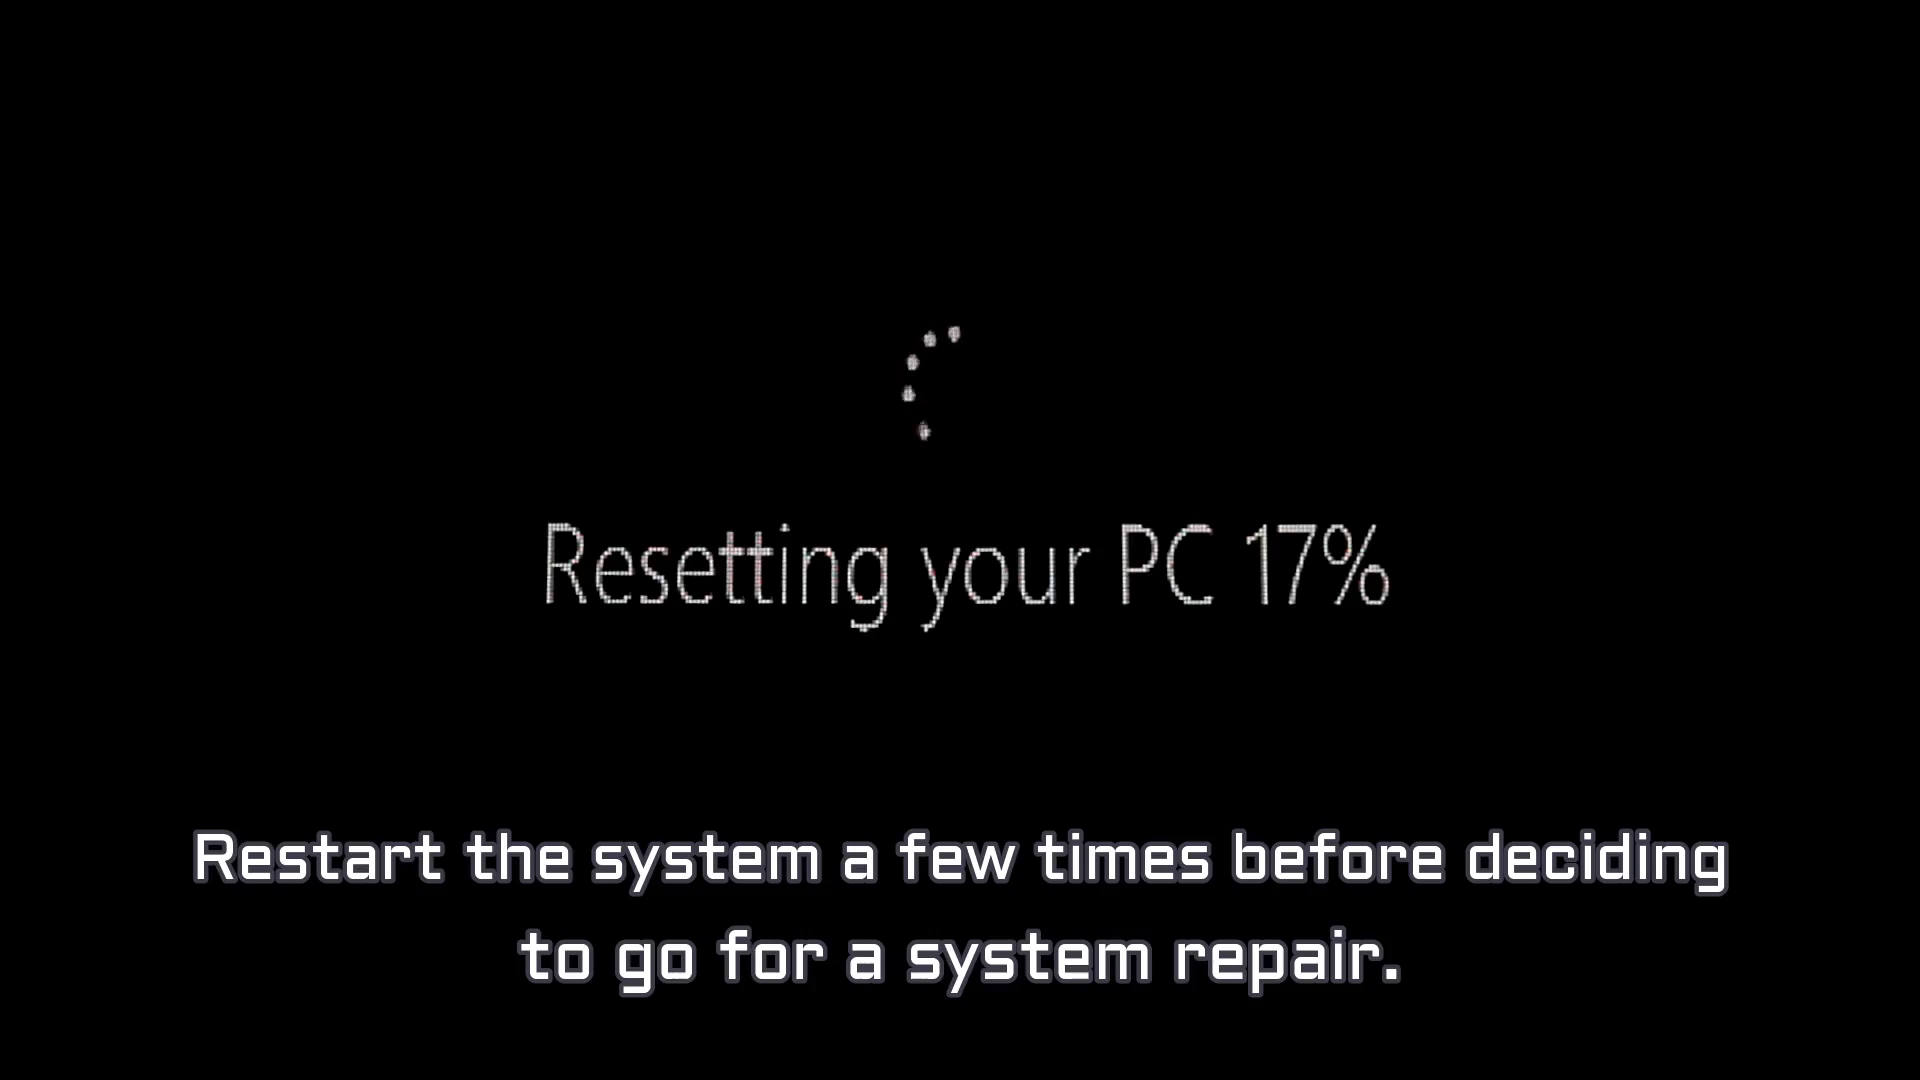 Resetting your PC 17%
Restart the system a few times before deciding
to go for a system repair.